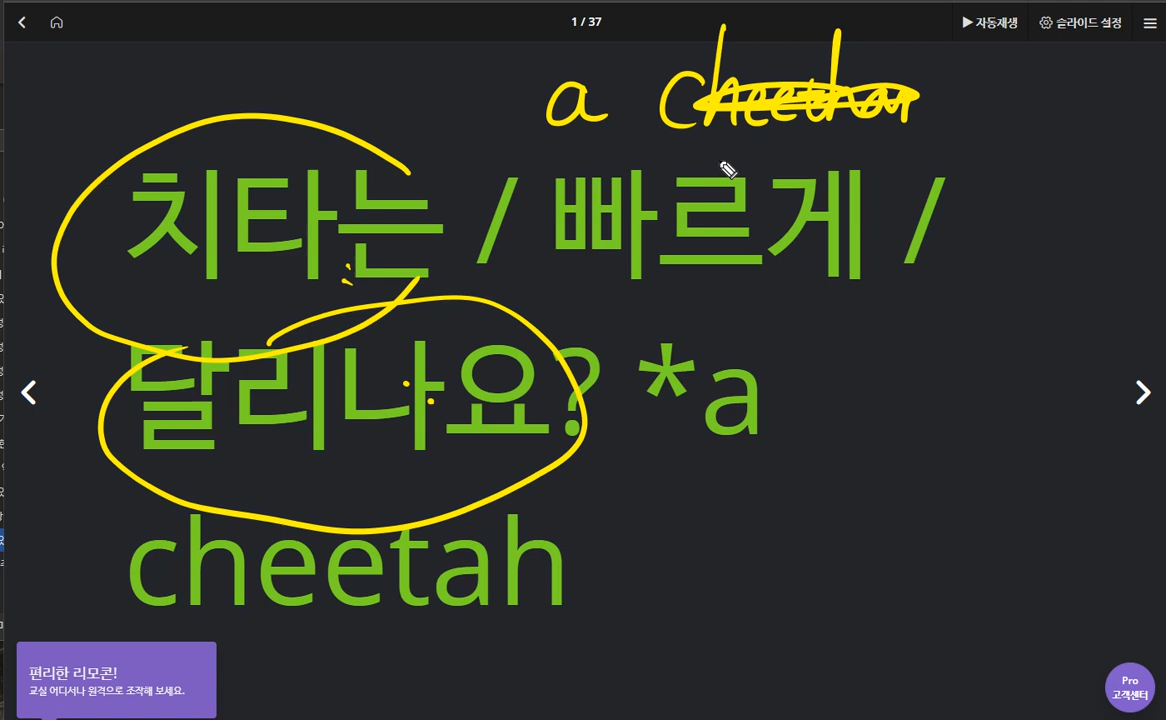 1 / 37
자동재생
슬라이드 설정
a cheetah
치타는 / 빠르게 /
달리나요? *a
cheetah
편리한 리모콘!
교실 어디서나 원격으로 조작해 보세요.
Pro
고객센터